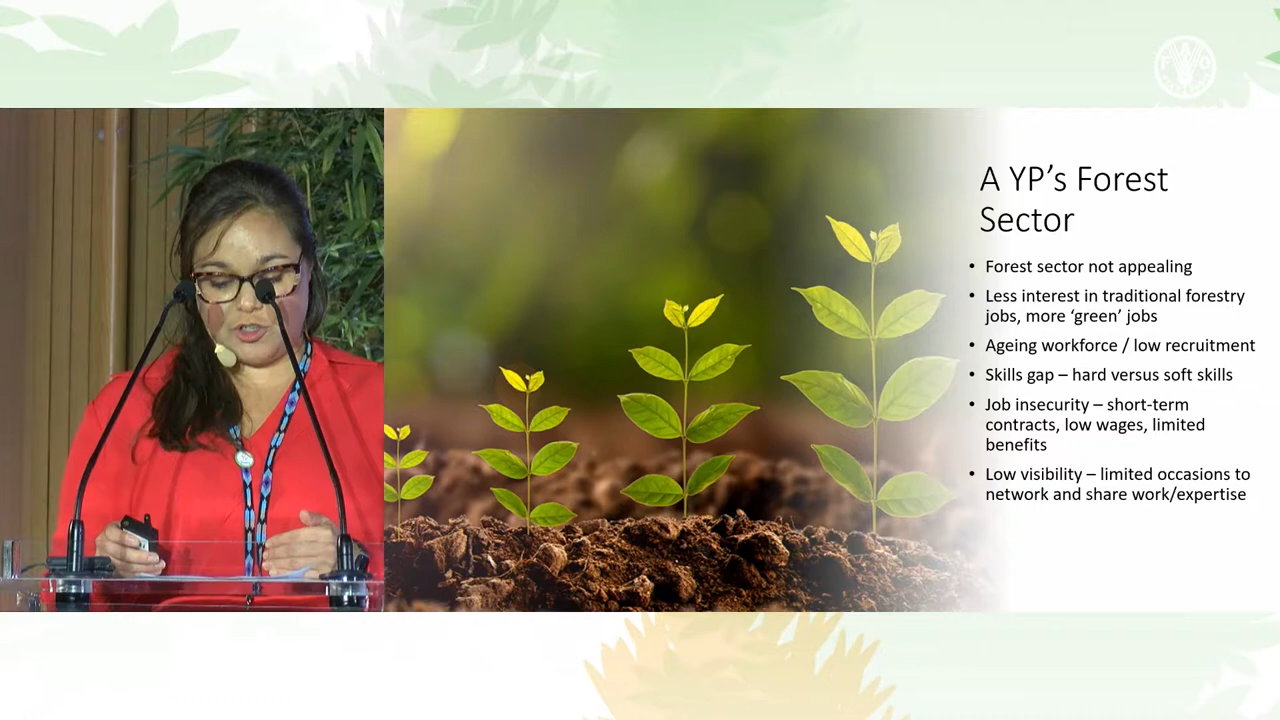 FAO
A YP’s Forest
Sector
• Forest sector not appealing
• Less interest in traditional forestry
jobs, more ‘green’ jobs
• Ageing workforce / low recruitment
• Skills gap – hard versus soft skills
• Job insecurity – short-term
contracts, low wages, limited
benefits
• Low visibility – limited occasions to
network and share work/expertise